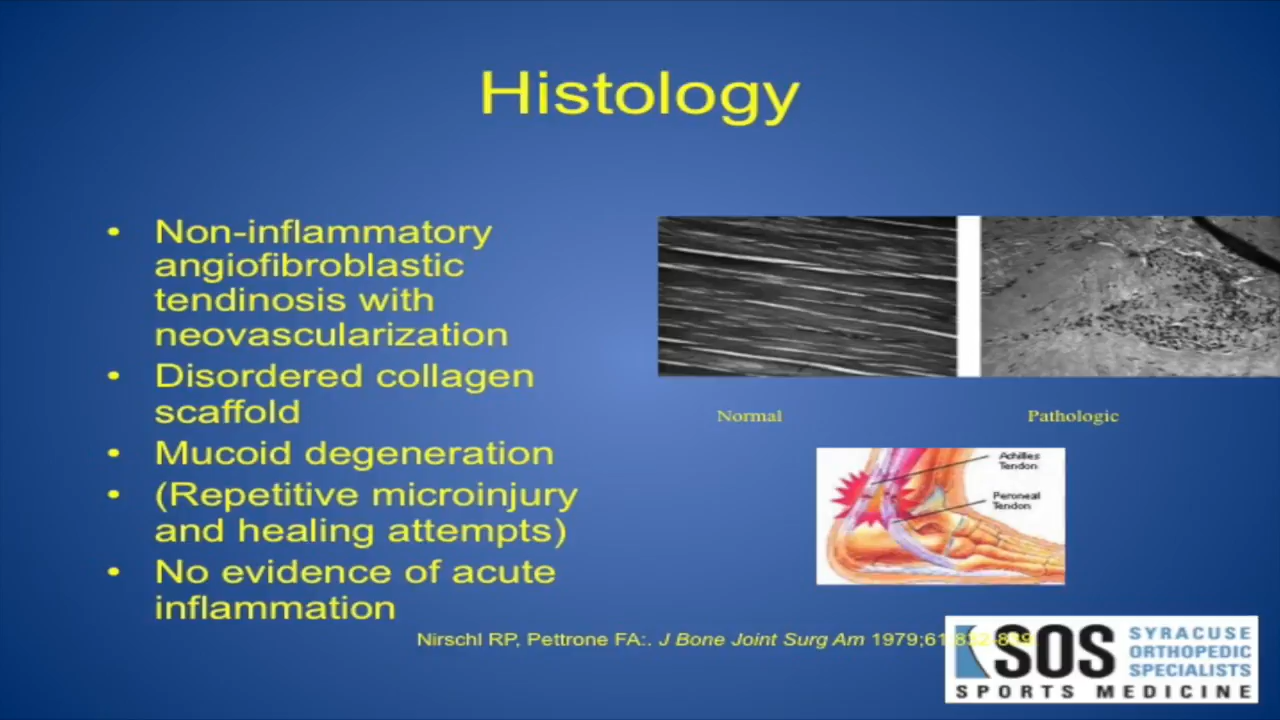 Histology
• Non-inflammatory
angiofibroblastic
tendinosis with
neovascularization
• Disordered collagen
scaffold
• Mucoid degeneration
• (Repetitive microinjury
and healing attempts)
• No evidence of acute
inflammation
Normal
Pathologic
Achilles
Tendon
Peroneal
Tendon
Nirschl RP, Pettrone FA:. J Bone Joint Surg Am 1979;61
SOS
SYRACUSE
ORTHOPEDIC
SPECIALISTS
SPORTS MEDICINE